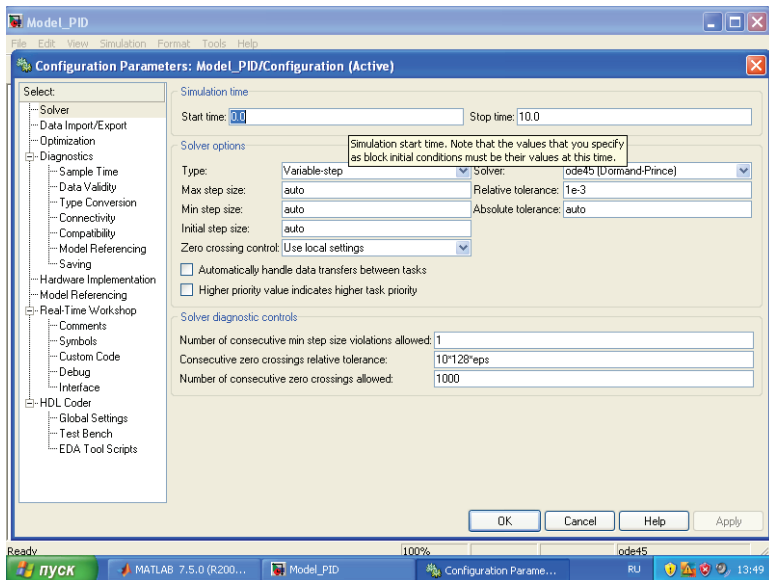 Model_PID
File Edit View Simulation Format Tools Help
Configuration Parameters: Model_PID/Configuration (Active)
Select:
Solver
Data Import/Export
Optimization
Diagnostics
Sample Time
Data Validity
Type Conversion
Connectivity
Compatibility
Model Referencing
Saving
Hardware Implementation
Model Referencing
Real-Time Workshop
Comments
Symbols
Custom Code
Debug
Interface
HDL Coder
Global Settings
Test Bench
EDA Tool Scripts
Simulation time
Start time: 0.0 Stop time: 10.0
Simulation start time. Note that the values that you specify
as block initial conditions must be their values at this time.
Solver options
Type: Variable-step Solver: ode45 (Dormand-Prince)
Max step size: auto Relative tolerance: 1e-3
Min step size: auto Absolute tolerance: auto
Initial step size: auto
Zero crossing control: Use local settings
Automatically handle data transfers between tasks
Higher priority value indicates higher task priority
Solver diagnostic controls
Number of consecutive min step size violations allowed: 1
Consecutive zero crossings relative tolerance: 10*128*eps
Number of consecutive zero crossings allowed: 1000
OK Cancel Help Apply
Ready 100% ode45
пуск MATLAB 7.5.0 (R200... Model_PID Configuration Parame... RU 13:49